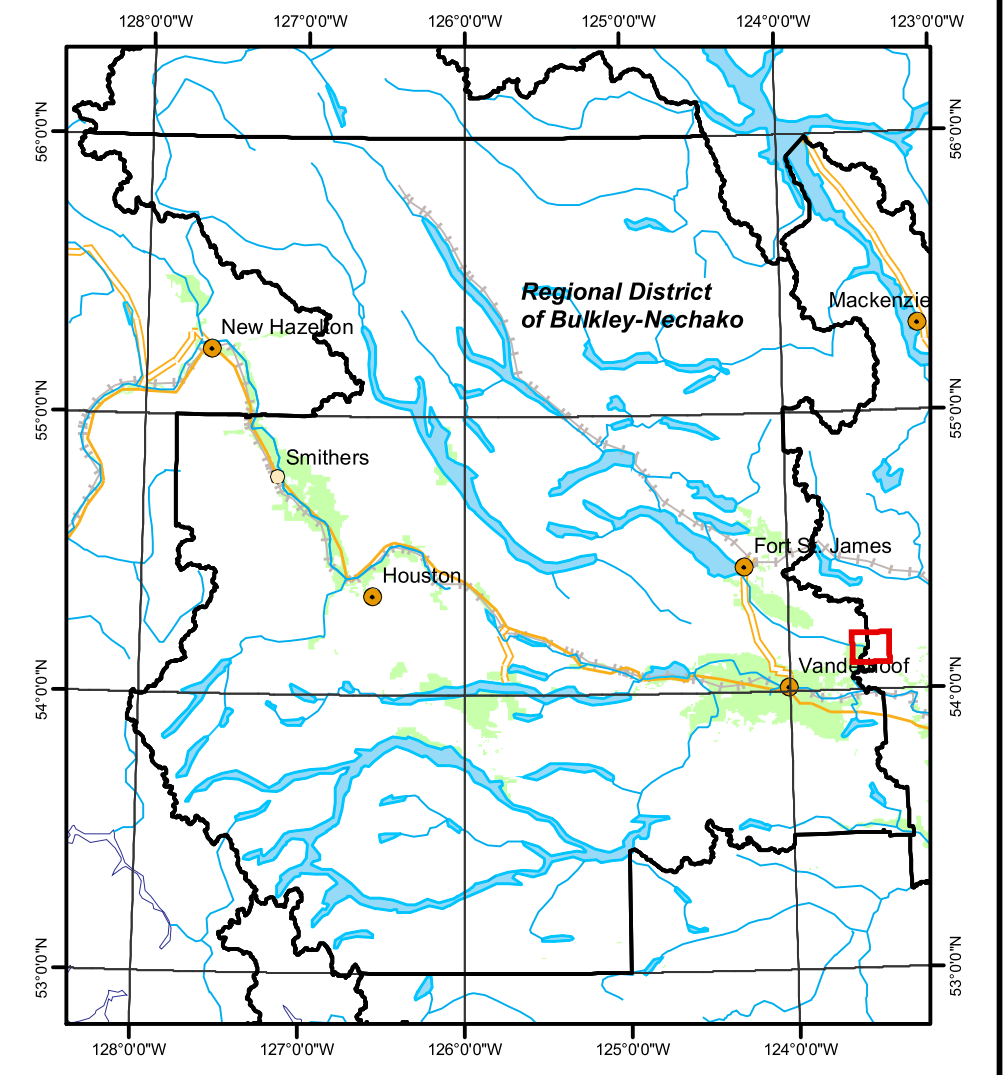 128°0'0"W 127°0'0"W 126°0'0"W 125°0'0"W 124°0'0"W 123°0'0"W
56°0'0"N
56°0'0"N
Regional District
of Bulkley-Nechako
Mackenzie
New Hazelton
55°0'0"N
55°0'0"N
Smithers
Fort St. James
Houston
Vanderhoof
54°0'0"N
54°0'0"N
53°0'0"N
53°0'0"N
128°0'0"W 127°0'0"W 126°0'0"W 125°0'0"W 124°0'0"W